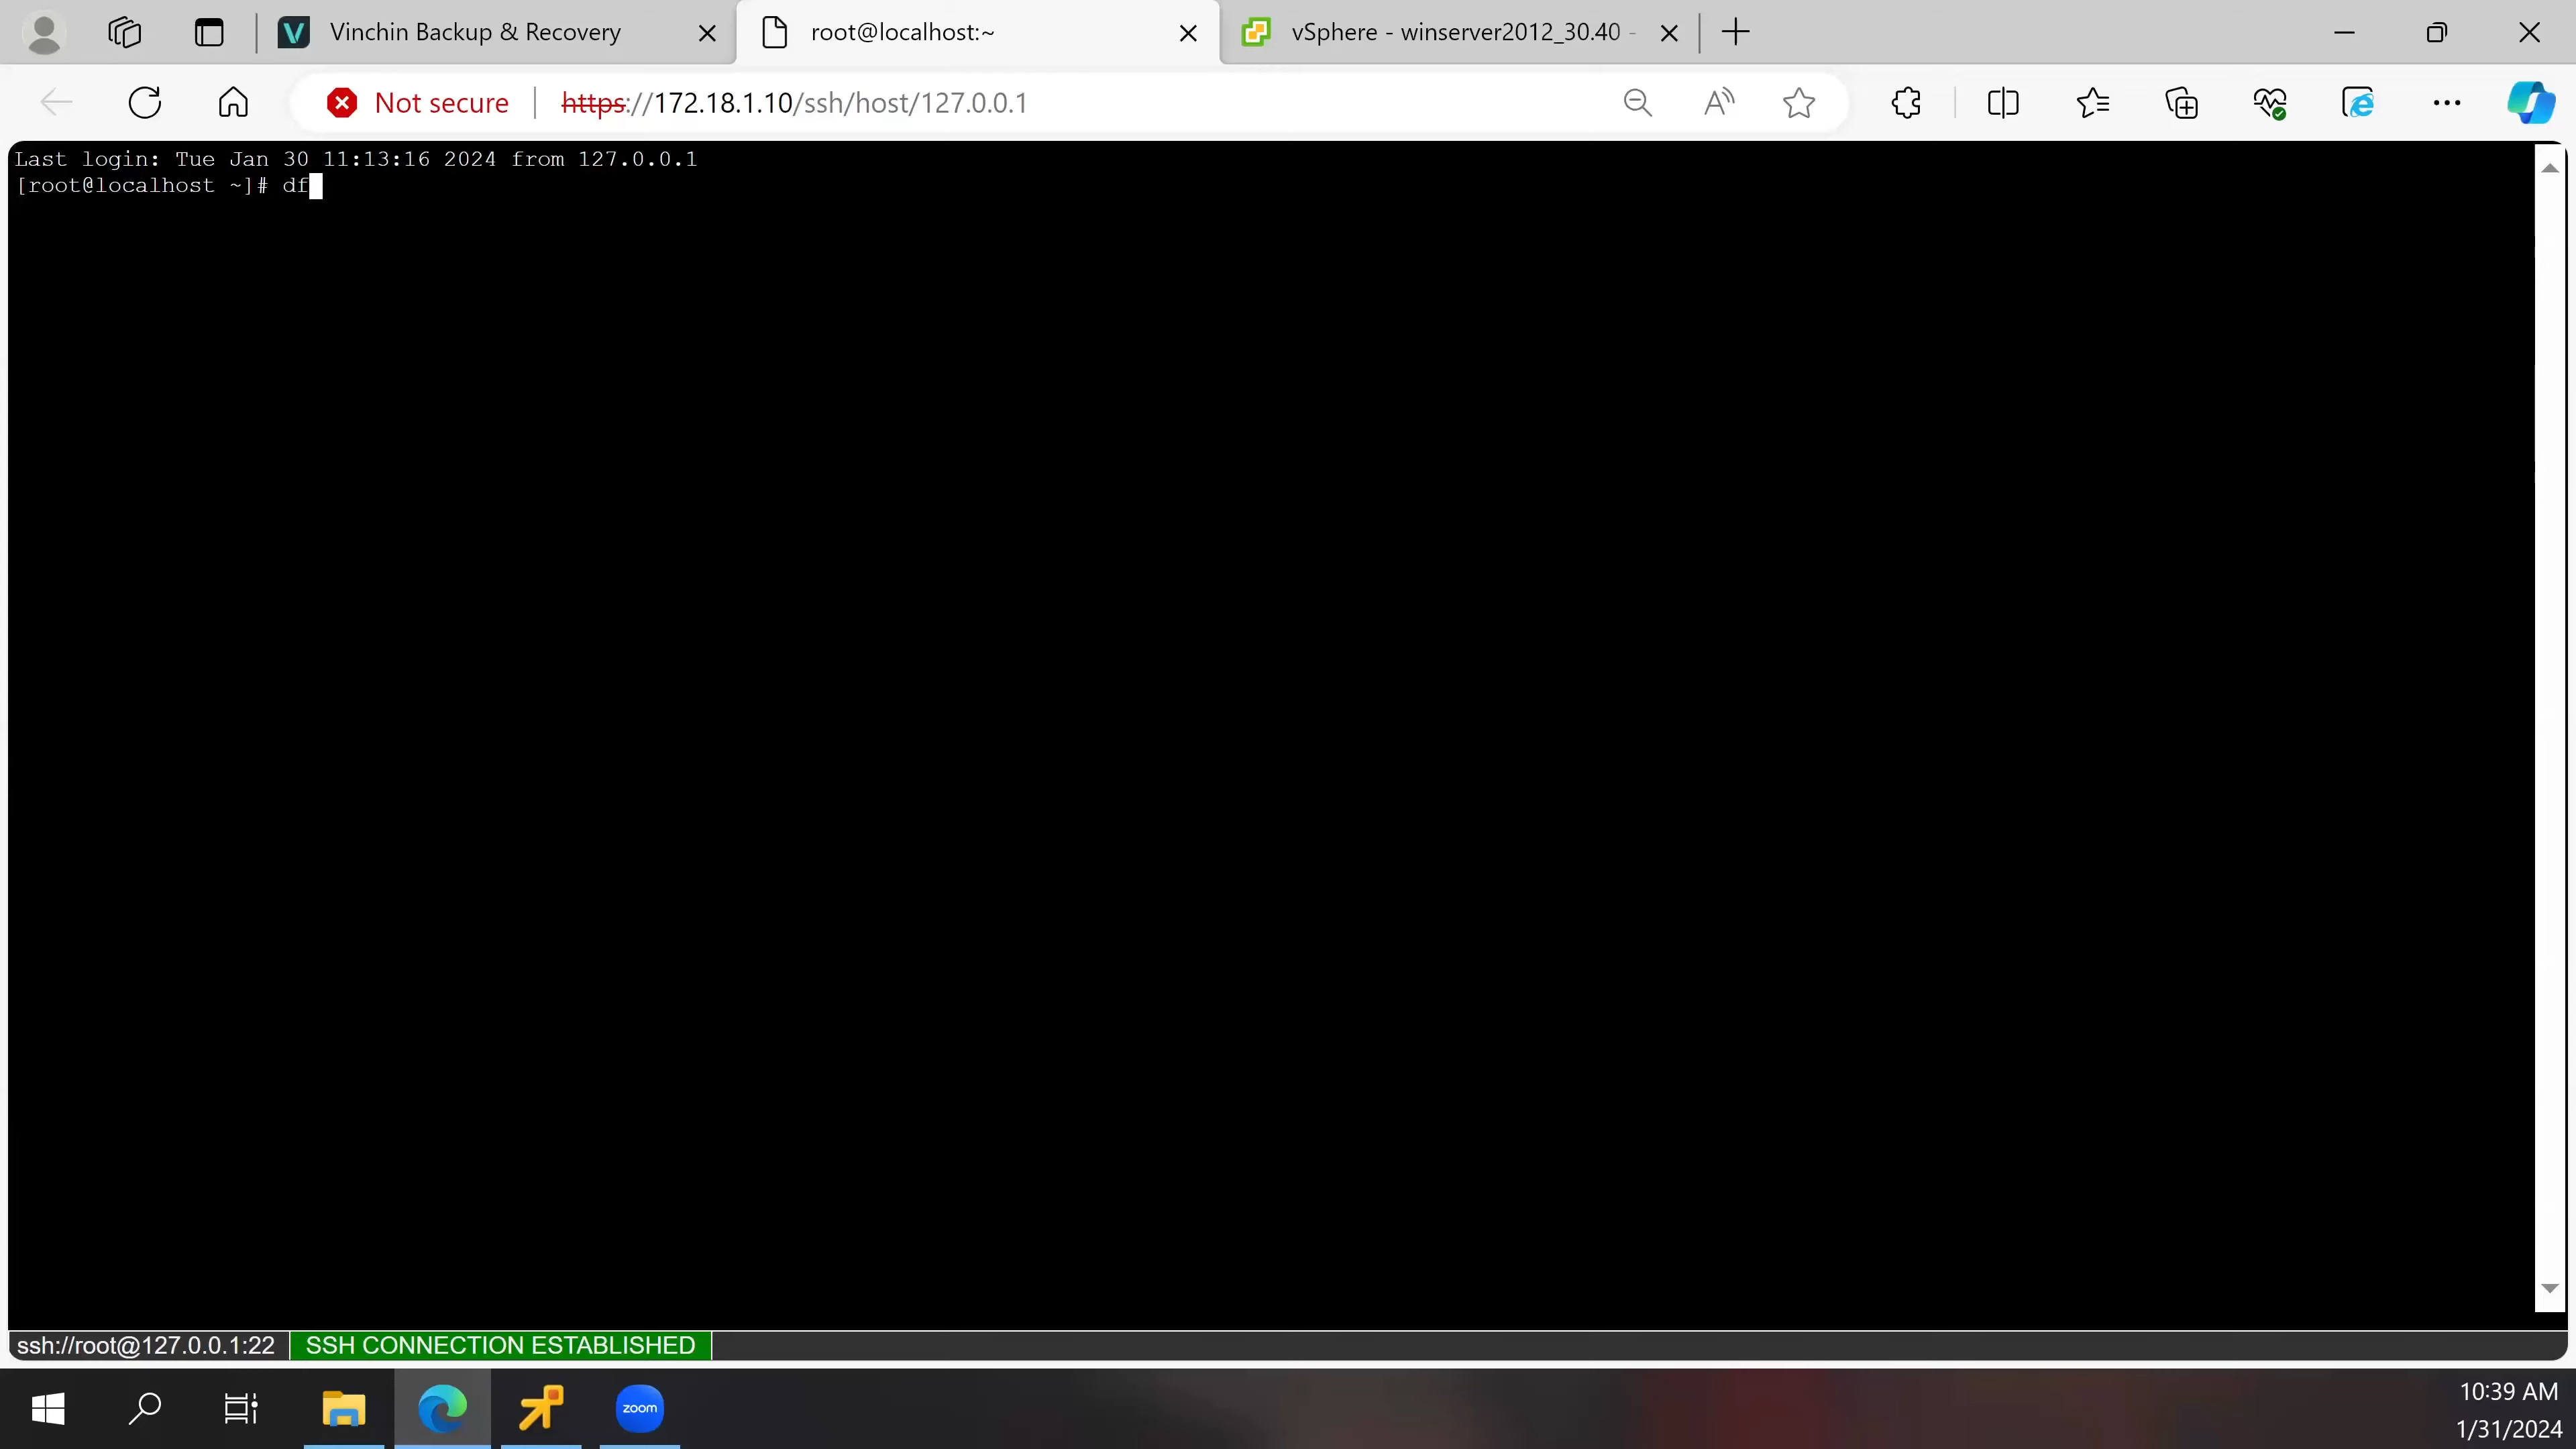 Vinchin Backup & Recovery
root@localhost:~
vSphere - winserver2012_30.40 -
Not secure
https://172.18.1.10/ssh/host/127.0.0.1
Last login: Tue Jan 30 11:13:16 2024 from 127.0.0.1
[root@localhost ~]# df
ssh://root@127.0.0.1:22
SSH CONNECTION ESTABLISHED
zoom
10:39 AM
1/31/2024